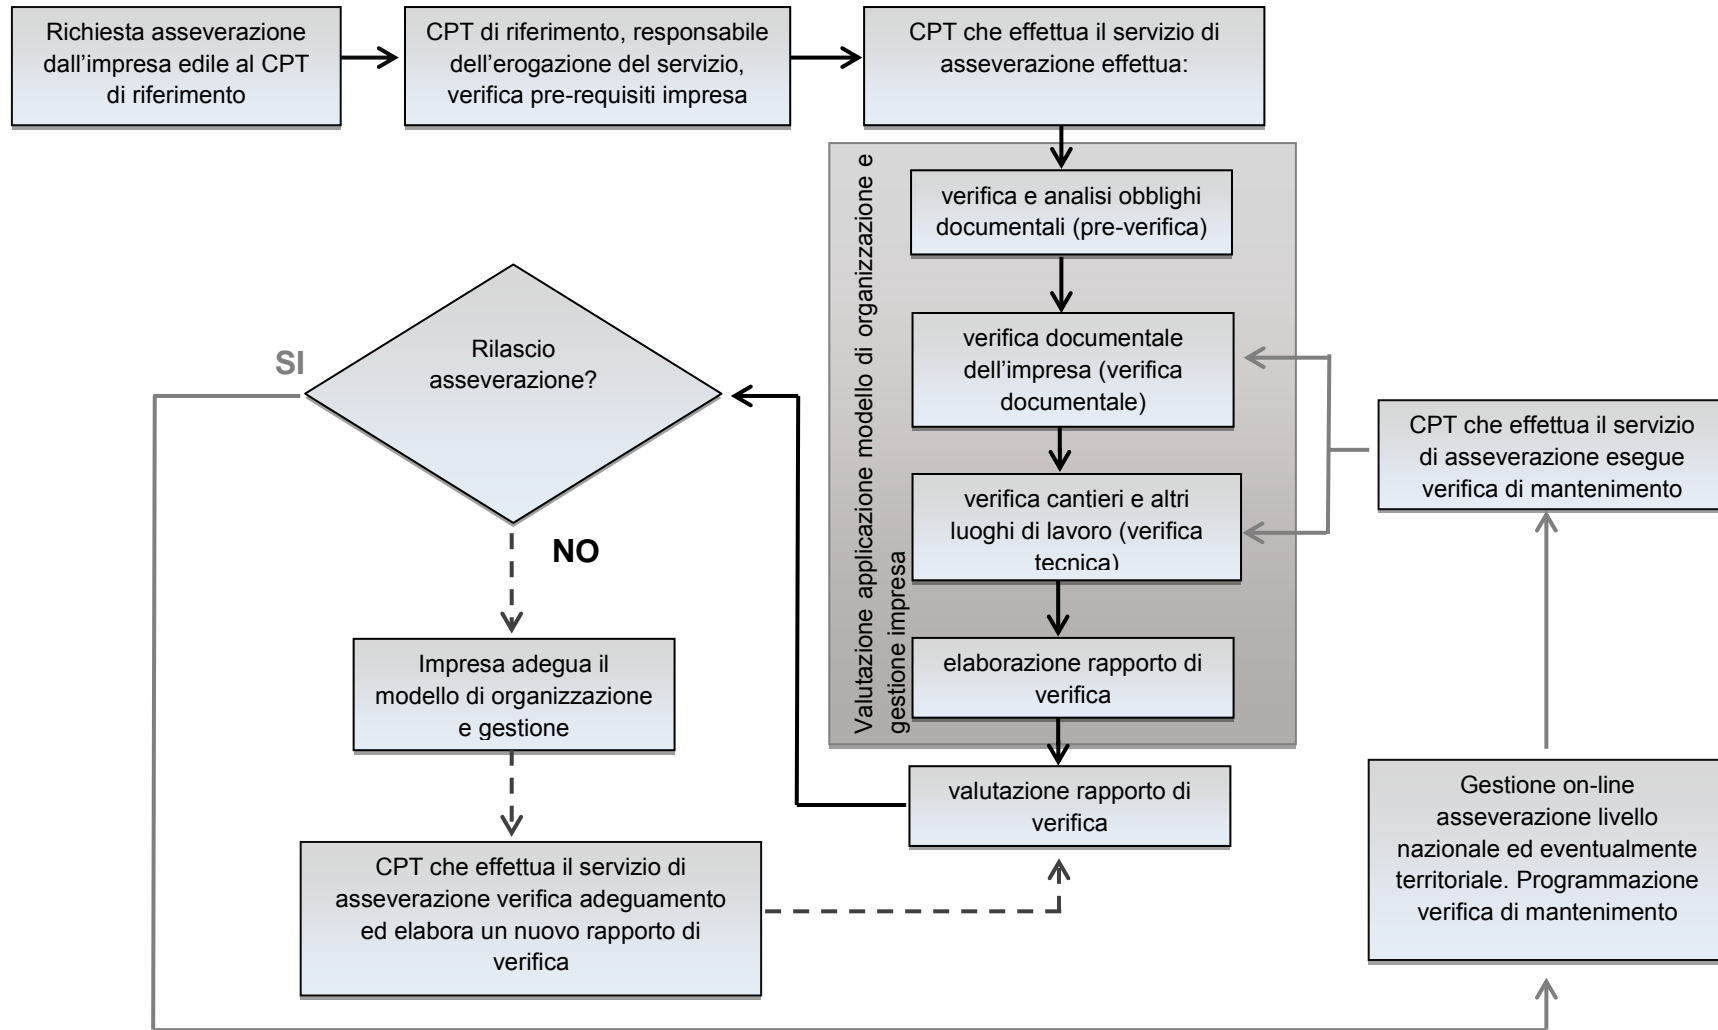 Richiesta asseverazione
dall'impresa edile al CPT
di riferimento
CPT di riferimento, responsabile
dell'erogazione del servizio,
verifica pre-requisiti impresa
CPT che effettua il servizio di
asseverazione effettua:
Valutazione applicazione modello di organizzazione e
gestione impresa
verifica e analisi obblighi
documentali (pre-verifica)
verifica documentale
dell'impresa (verifica
documentale)
verifica cantieri e altri
luoghi di lavoro (verifica
tecnica)
elaborazione rapporto di
verifica
valutazione rapporto di
verifica
Rilascio
asseverazione?
SI
NO
Impresa adegua il
modello di organizzazione
e gestione
CPT che effettua il servizio di
asseverazione verifica adeguamento
ed elabora un nuovo rapporto di
verifica
CPT che effettua il servizio
di asseverazione esegue
verifica di mantenimento
Gestione on-line
asseverazione livello
nazionale ed eventualmente
territoriale. Programmazione
verifica di mantenimento